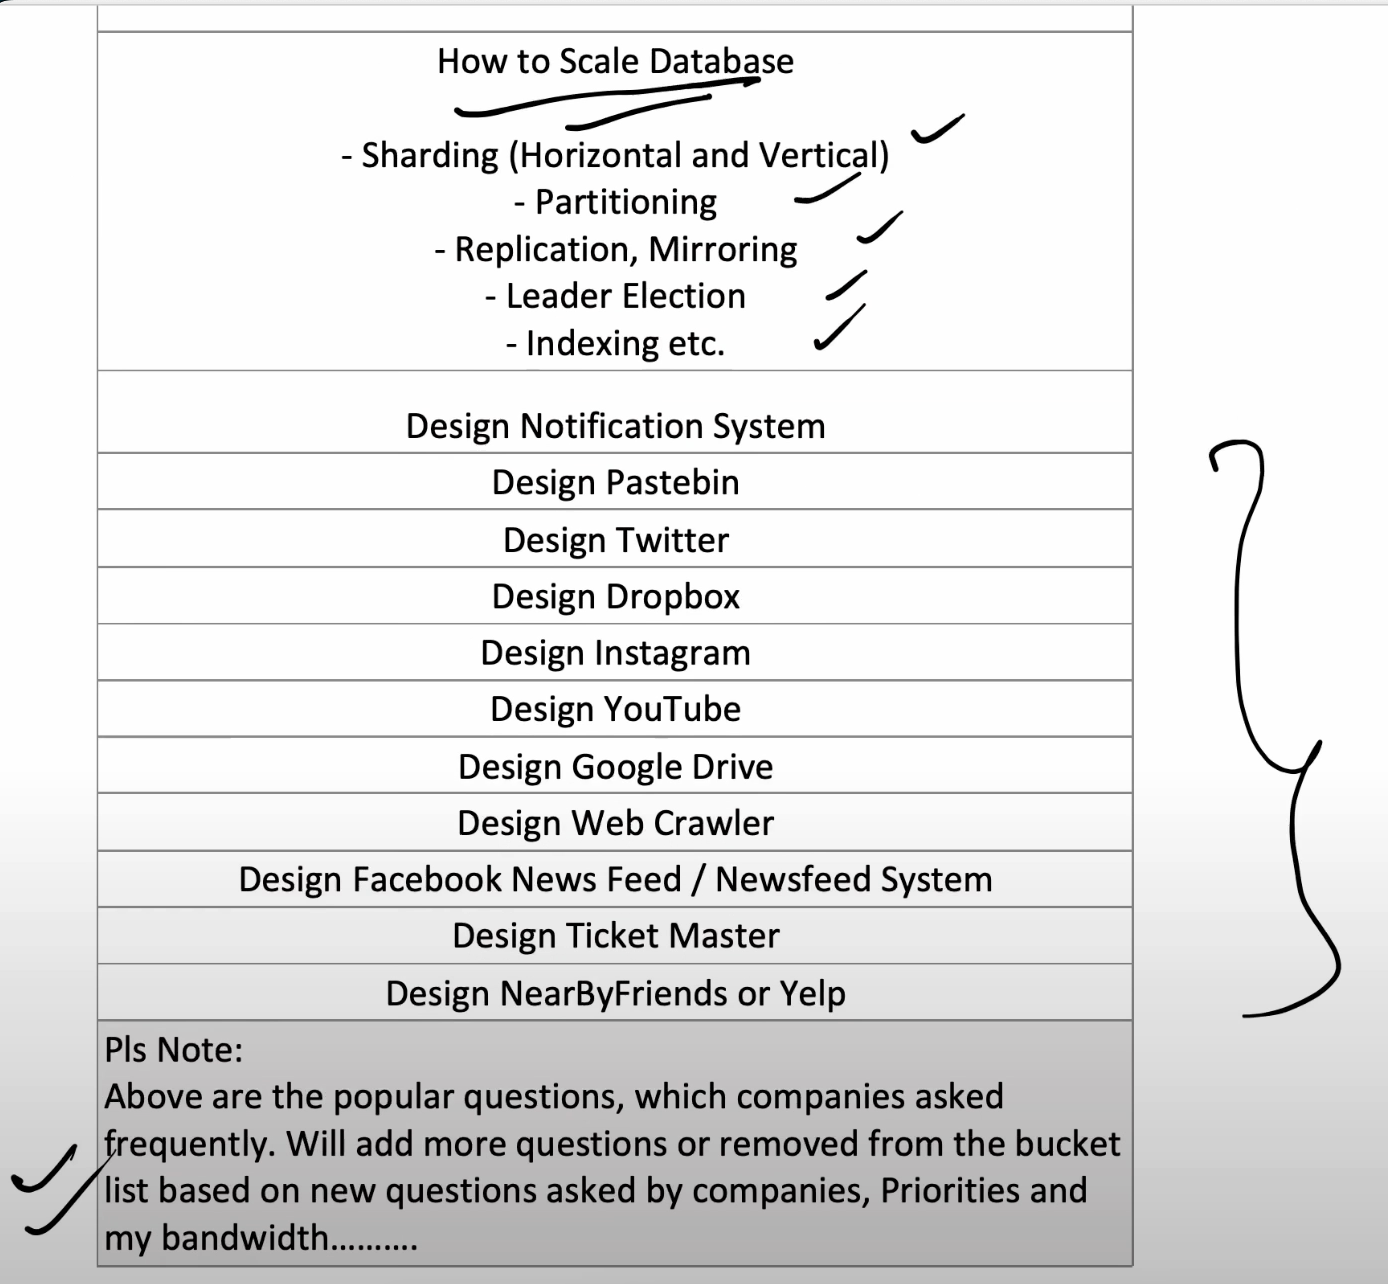 How to Scale Database
- Sharding (Horizontal and Vertical)
- Partitioning
- Replication, Mirroring
- Leader Election
- Indexing etc.
Design Notification System
Design Pastebin
Design Twitter
Design Dropbox
Design Instagram
Design YouTube
Design Google Drive
Design Web Crawler
Design Facebook News Feed / Newsfeed System
Design Ticket Master
Design NearByFriends or Yelp
Pls Note:
Above are the popular questions, which companies asked
frequently. Will add more questions or removed from the bucket
list based on new questions asked by companies, Priorities and
my bandwidth..........